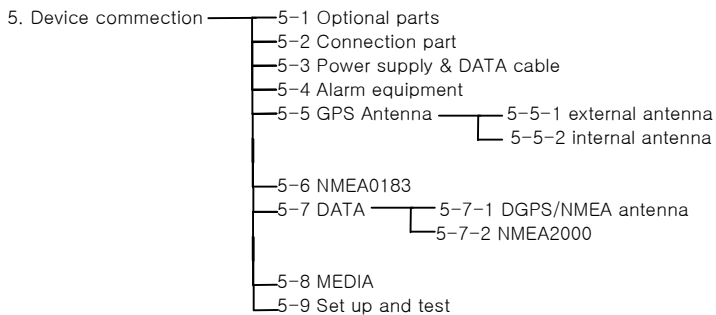 5. Device commection
5-1 Optional parts
5-2 Connection part
5-3 Power supply & DATA cable
5-4 Alarm equipment
5-5 GPS Antenna
5-5-1 external antenna
5-5-2 internal antenna
5-6 NMEA0183
5-7 DATA
5-7-1 DGPS/NMEA antenna
5-7-2 NMEA2000
5-8 MEDIA
5-9 Set up and test